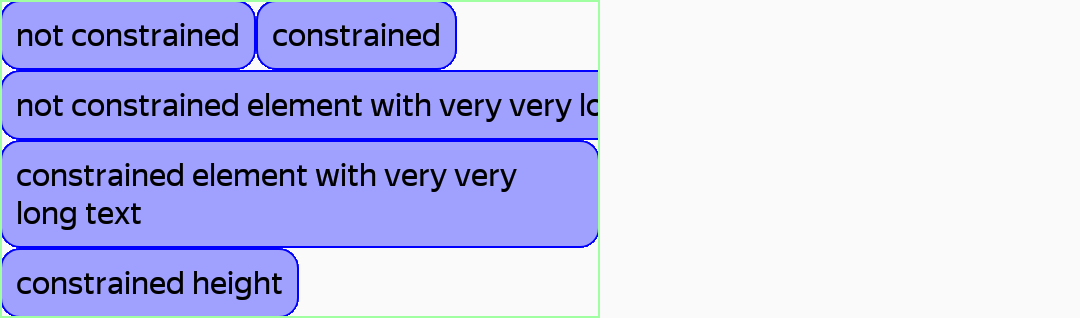 not constrained
constrained
not constrained element with very very
constrained element with very very
long text
constrained height